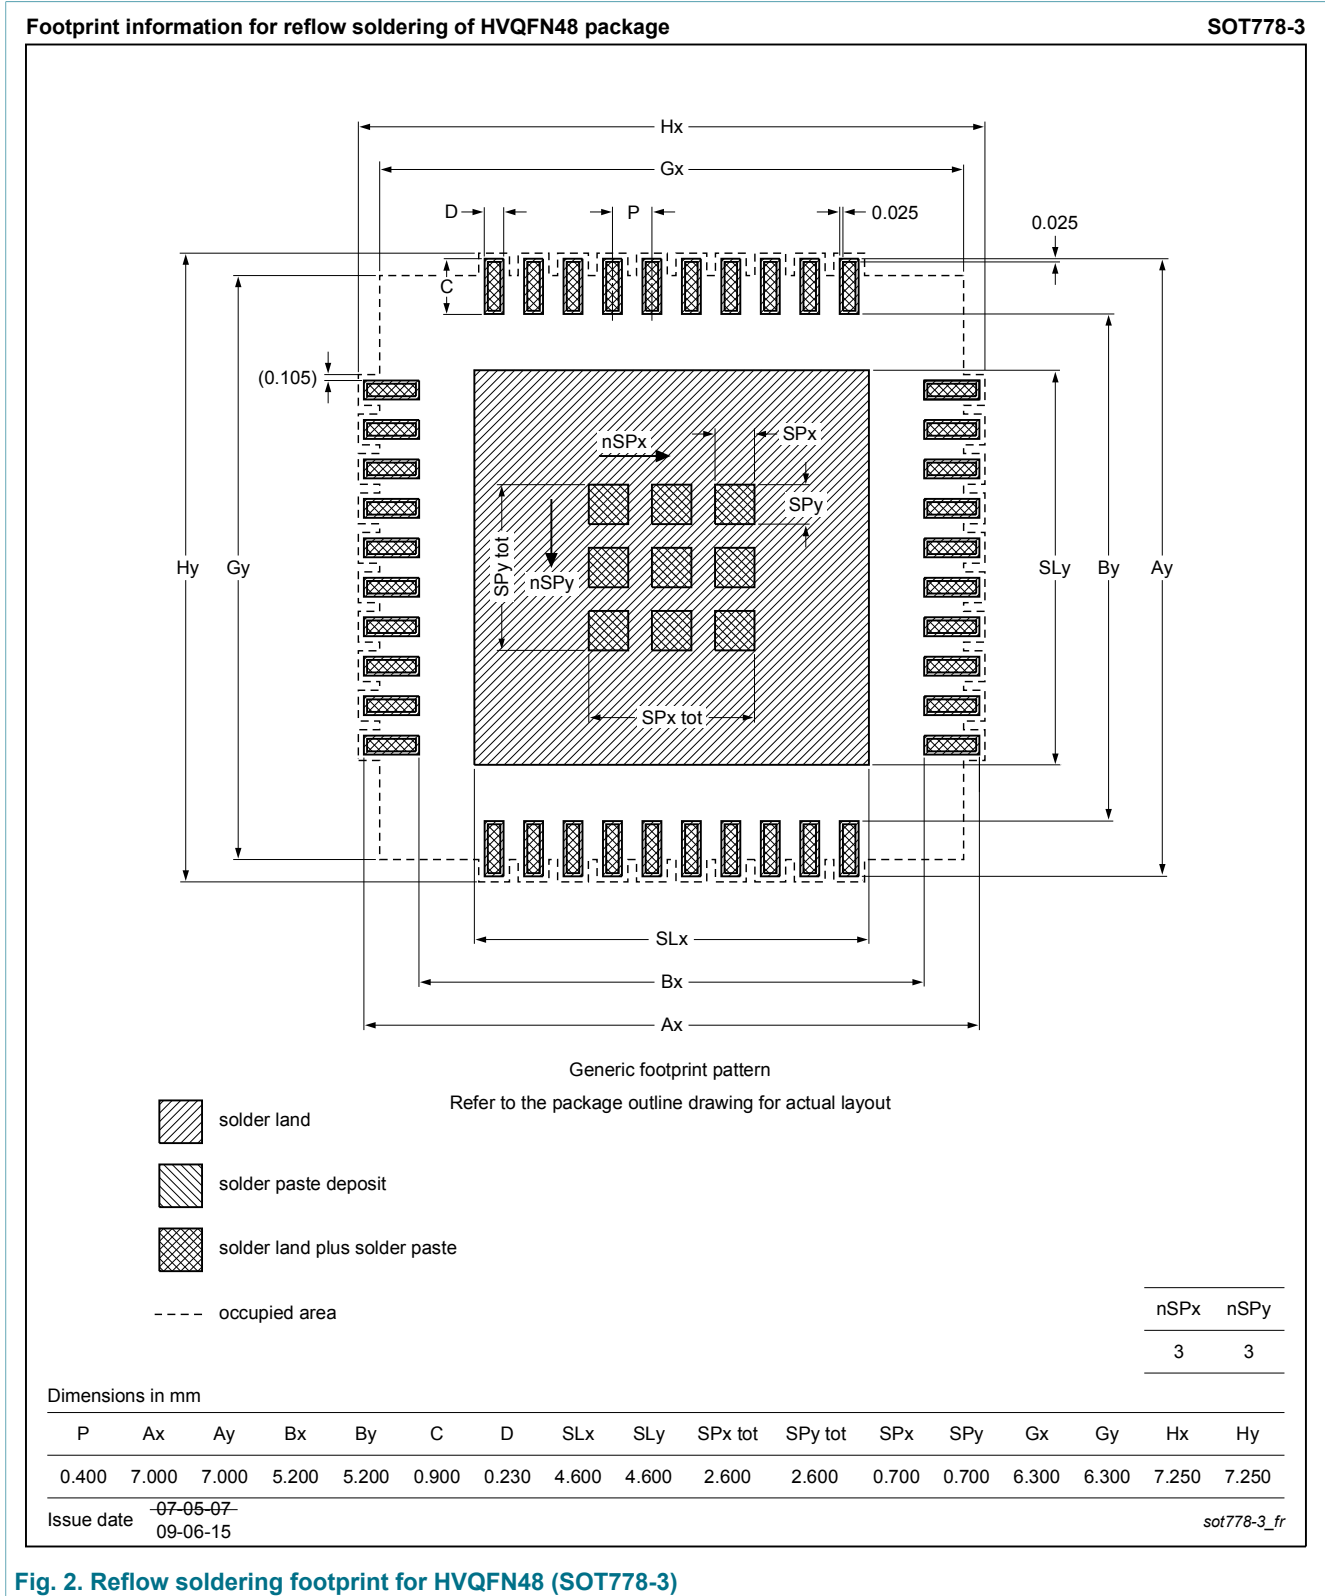 Footprint information for reflow soldering of HVQFN48 package SOT778-3
Hx
Gx
D P 0.025
0.025
C
(0.105)
nSPx SPx
SPy
SPy tot
nSPy
Hy Gy SLy By Ay
SPx tot
SLx
Bx
Ax
Generic footprint pattern
Refer to the package outline drawing for actual layout
solder land
solder paste deposit
solder land plus solder paste
occupied area
nSPx nSPy
3 3
Dimensions in mm
P Ax Ay Bx By C D SLx SLy SPx tot SPy tot SPx SPy Gx Gy Hx Hy
0.400 7.000 7.000 5.200 5.200 0.900 0.230 4.600 4.600 2.600 2.600 0.700 0.700 6.300 6.300 7.250 7.250
Issue date 07-05-07
09-06-15
sot778-3_fr
Fig. 2. Reflow soldering footprint for HVQFN48 (SOT778-3)